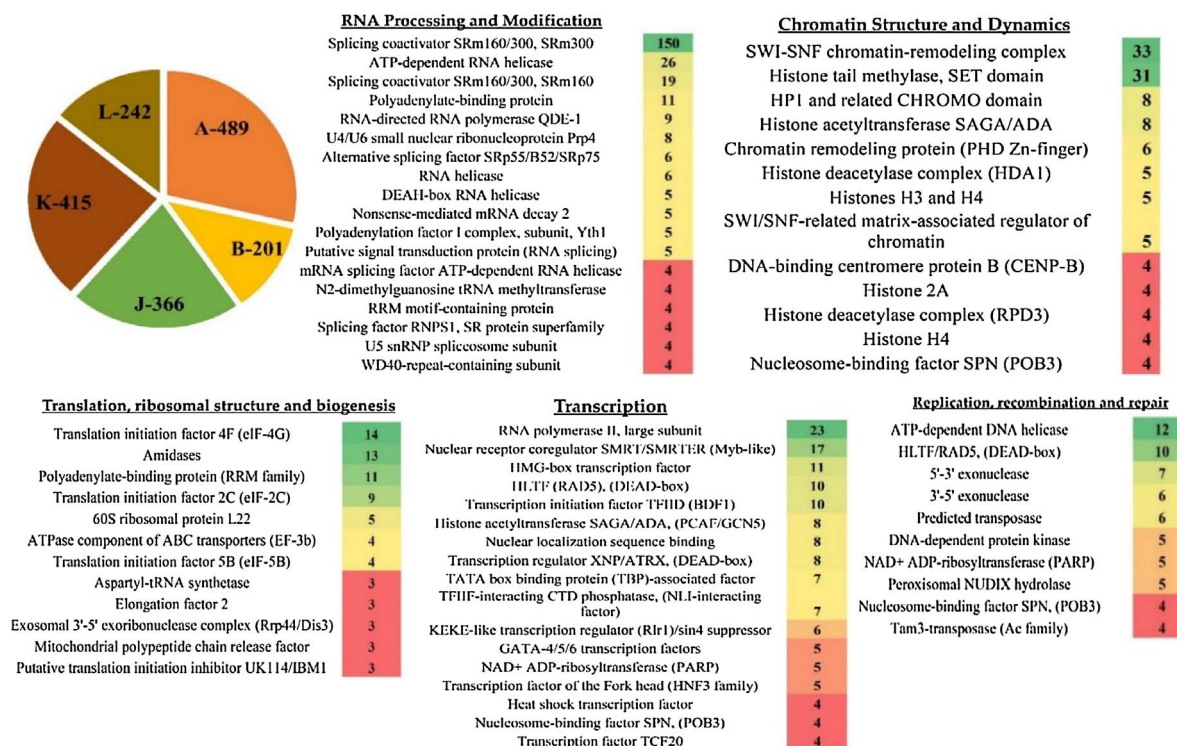 L-242
A-489
K-415
B-201
J-366
RNA Processing and Modification
Splicing coactivator SRm160/300, SRm300 150
ATP-dependent RNA helicase 26
Splicing coactivator SRm160/300, SRm160 19
Polyadenylate-binding protein 11
RNA-directed RNA polymerase QDE-1 9
U4/U6 small nuclear ribonucleoprotein Prp4 8
Alternative splicing factor SRp55/B52/SRp75 6
RNA helicase 6
DEAH-box RNA helicase 5
Nonsense-mediated mRNA decay 2 5
Polyadenylation factor I complex, subunit, Yth1 5
Putative signal transduction protein (RNA splicing) 5
mRNA splicing factor ATP-dependent RNA helicase 4
N2-dimethylguanosine tRNA methyltransferase 4
RRM motif-containing protein 4
Splicing factor RNPS1, SR protein superfamily 4
U5 snRNP spliceosome subunit 4
WD40-repeat-containing subunit 4
Chromatin Structure and Dynamics
SWI-SNF chromatin-remodeling complex 33
Histone tail methylase, SET domain 31
HP1 and related CHROMO domain 8
Histone acetyltransferase SAGA/ADA 8
Chromatin remodeling protein (PHD Zn-finger) 6
Histone deacetylase complex (HDA1) 5
Histones H3 and H4 5
SWI/SNF-related matrix-associated regulator of
chromatin 5
DNA-binding centromere protein B (CENP-B) 4
Histone 2A 4
Histone deacetylase complex (RPD3) 4
Histone H4 4
Nucleosome-binding factor SPN (POB3) 4
Translation, ribosomal structure and biogenesis
Translation initiation factor 4F (eIF-4G) 14
Amidases 13
Polyadenylate-binding protein (RRM family) 11
Translation initiation factor 2C (eIF-2C) 9
60S ribosomal protein L22 5
ATPase component of ABC transporters (EF-3b) 4
Translation initiation factor 5B (eIF-5B) 4
Aspartyl-tRNA synthetase 3
Elongation factor 2 3
Exosomal 3'-5' exoribonuclease complex (Rrp44/Dis3) 3
Mitochondrial polypeptide chain release factor 3
Putative translation initiation inhibitor UK114/IBM1 3
Transcription
RNA polymerase II, large subunit 23
Nuclear receptor coregulator SMRT/SMRTER (Myb-like) 17
HMG-box transcription factor 11
HLTF (RAD5), (DEAD-box) 10
Transcription initiation factor TFIID (BDF1) 10
Histone acetyltransferase SAGA/ADA, (PCAF/GCN5) 8
Nuclear localization sequence binding 8
Transcription regulator XNP/ATRX, (DEAD-box) 8
TATA box binding protein (TBP)-associated factor 7
TFIIF-interacting CTD phosphatase, (NLI-interacting
factor) 7
KEKE-like transcription regulator (Rlr1)/sin4 suppressor 6
GATA-4/5/6 transcription factors 5
NAD+ ADP-ribosyltransferase (PARP) 5
Transcription factor of the Fork head (HNF3 family) 5
Heat shock transcription factor 4
Nucleosome-binding factor SPN, (POB3) 4
Transcription factor TCF20 4
Replication, recombination and repair
ATP-dependent DNA helicase 12
HLTF/RAD5, (DEAD-box) 10
5'-3' exonuclease 7
3'-5' exonuclease 6
Predicted transposase 6
DNA-dependent protein kinase 5
NAD+ ADP-ribosyltransferase (PARP) 5
Peroxisomal NUDIX hydrolase 5
Nucleosome-binding factor SPN, (POB3) 4
Tam3-transposase (Ac family) 4